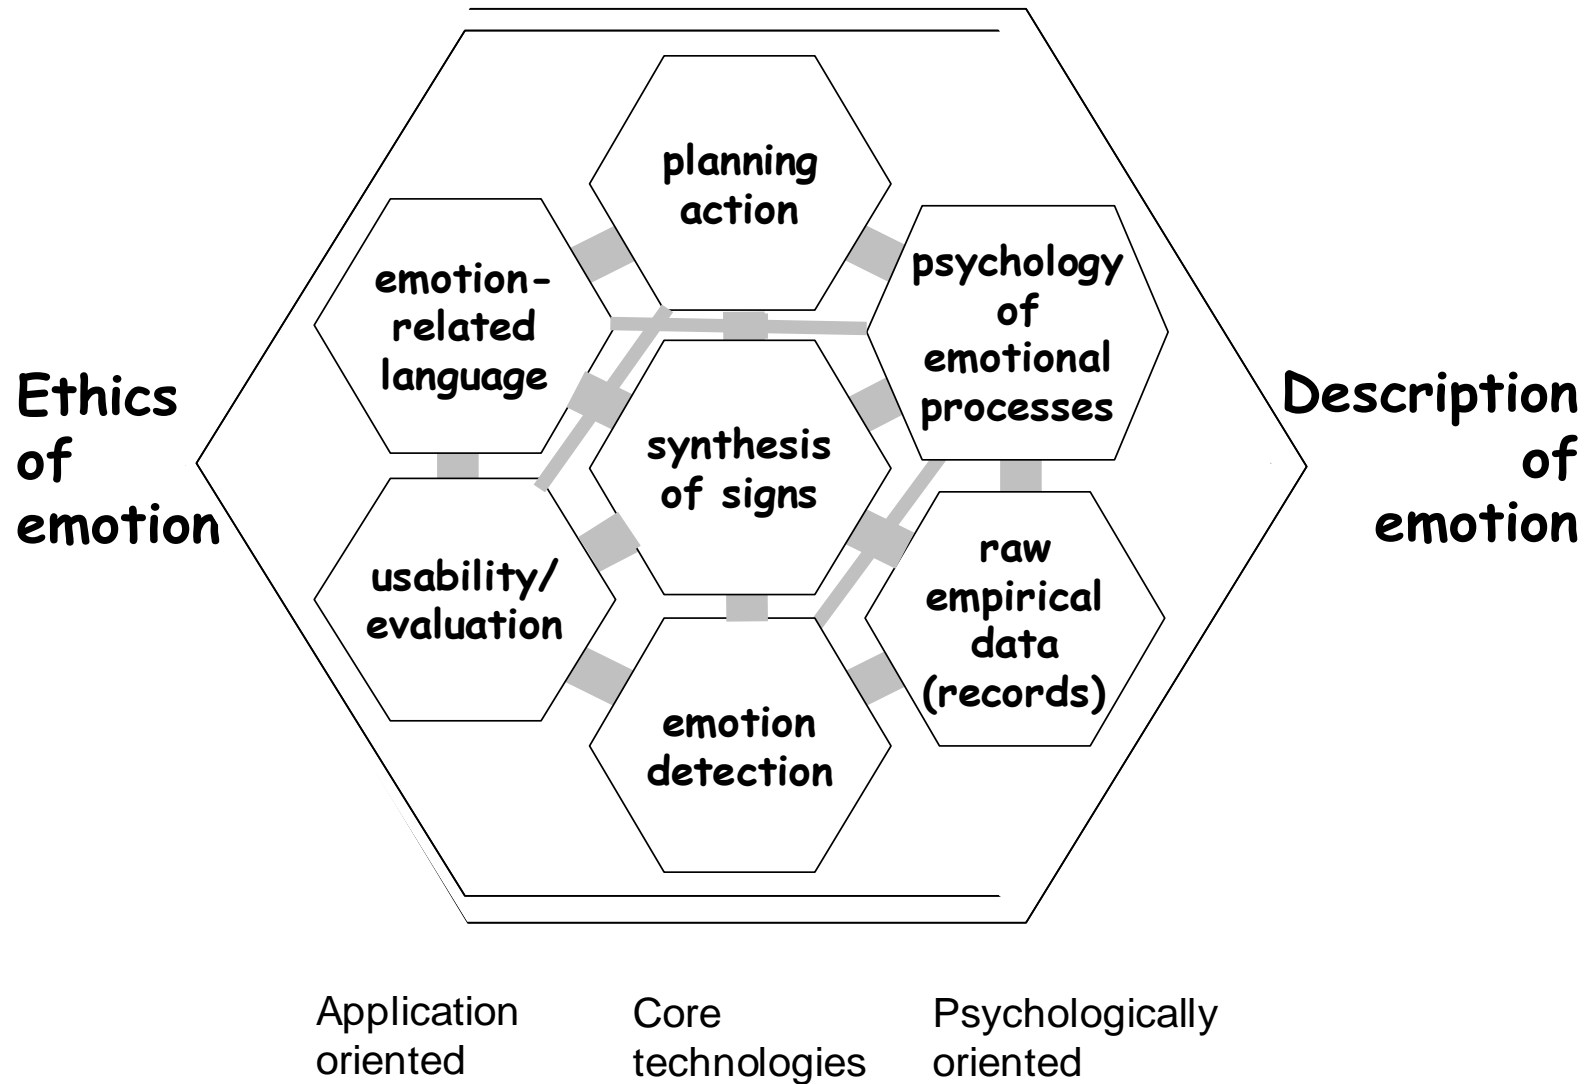 planning
action
emotion-
related
language
psychology
of
emotional
processes
Ethics
of
emotion
synthesis
of signs
Description
of
emotion
usability/
evaluation
raw
empirical
data
(records)
emotion
detection
Application
oriented
Core
technologies
Psychologically
oriented